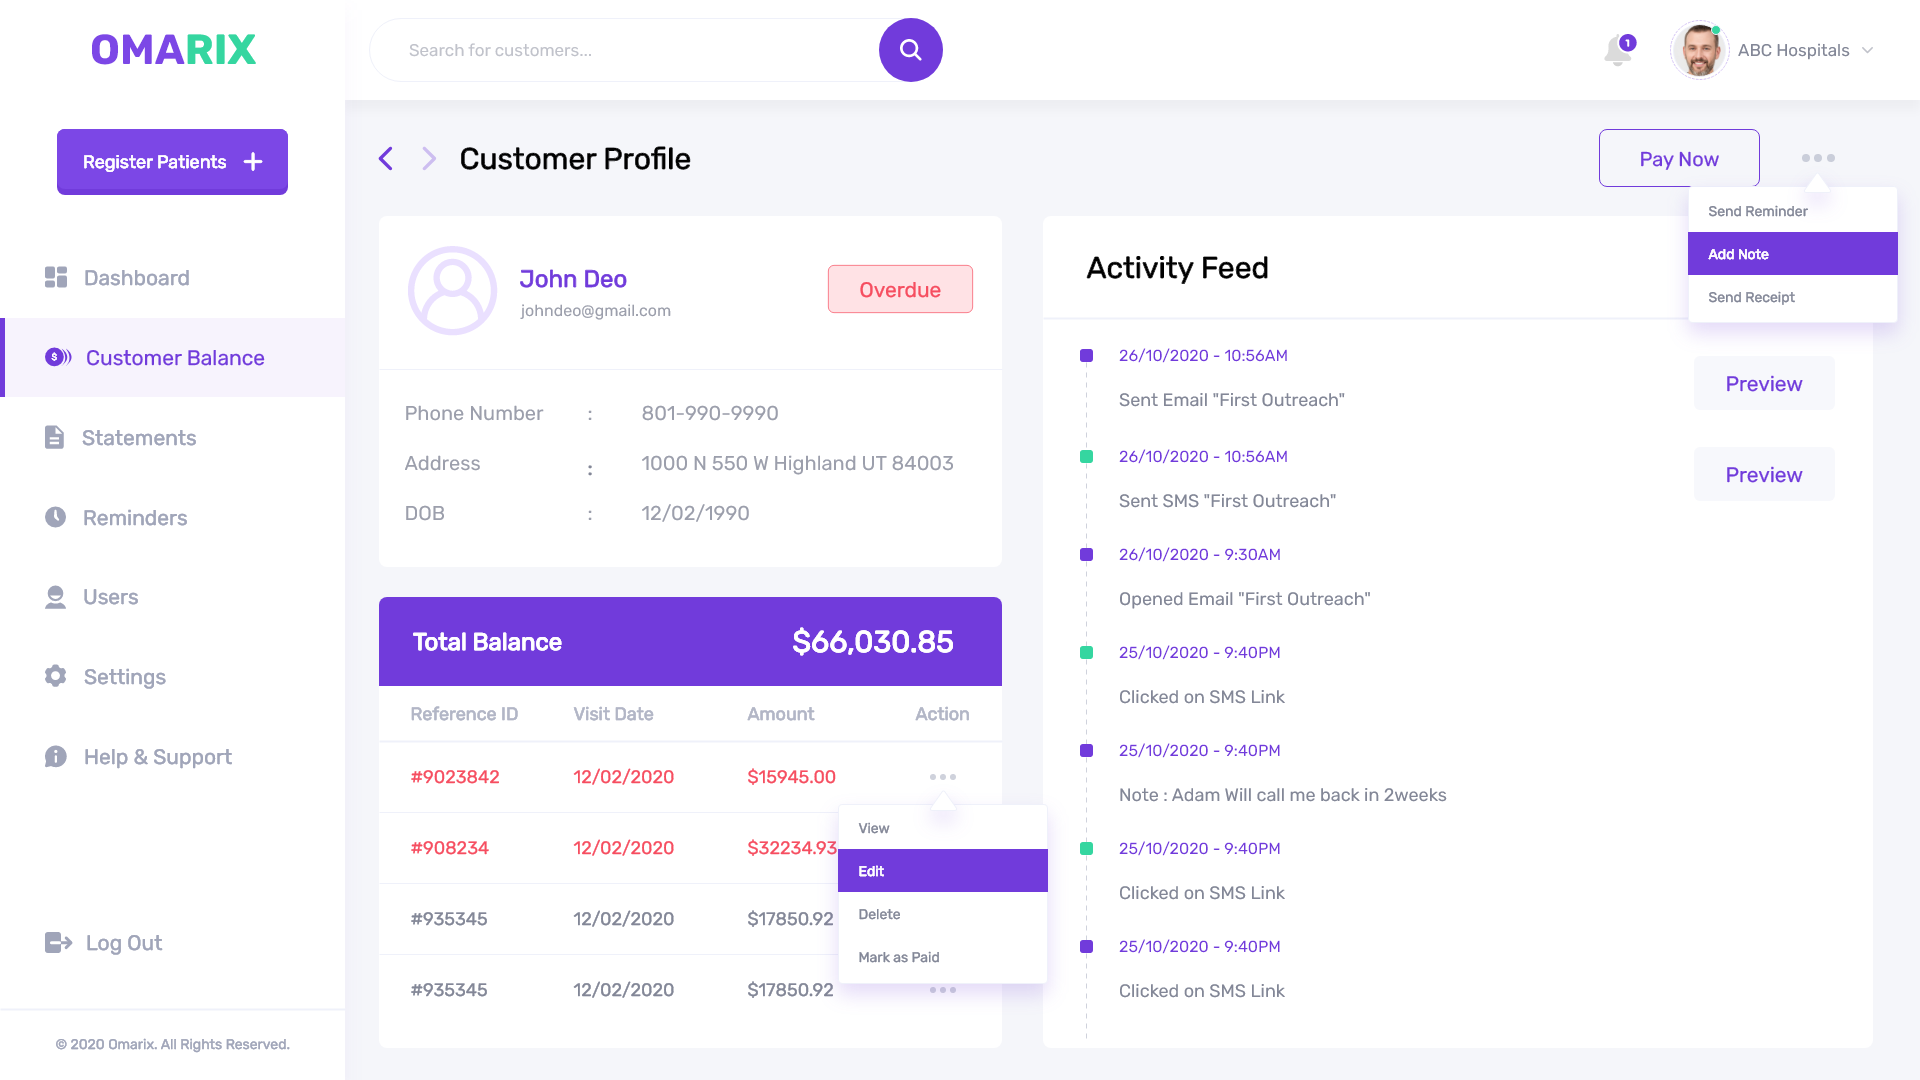 OMARIX
Search for customers...
1
ABC Hospitals
Register Patients
Dashboard
Customer Balance
Statements
Reminders
Users
Settings
Help & Support
Log Out
© 2020 Omarix. All Rights Reserved.
Customer Profile
Pay Now
Send Reminder
Add Note
Send Receipt
John Deo
johndeo@gmail.com
Overdue
Phone Number : 801-990-9990
Address : 1000 N 550 W Highland UT 84003
DOB : 12/02/1990
Total Balance $66,030.85
Reference ID Visit Date Amount Action
#9023842 12/02/2020 $15945.00
#908234 12/02/2020 $32234.93
#935345 12/02/2020 $17850.92
#935345 12/02/2020 $17850.92
View
Edit
Delete
Mark as Paid
Activity Feed
26/10/2020 - 10:56AM
Sent Email "First Outreach"
Preview
26/10/2020 - 10:56AM
Sent SMS "First Outreach"
Preview
26/10/2020 - 9:30AM
Opened Email "First Outreach"
25/10/2020 - 9:40PM
Clicked on SMS Link
25/10/2020 - 9:40PM
Note : Adam Will call me back in 2weeks
25/10/2020 - 9:40PM
Clicked on SMS Link
25/10/2020 - 9:40PM
Clicked on SMS Link